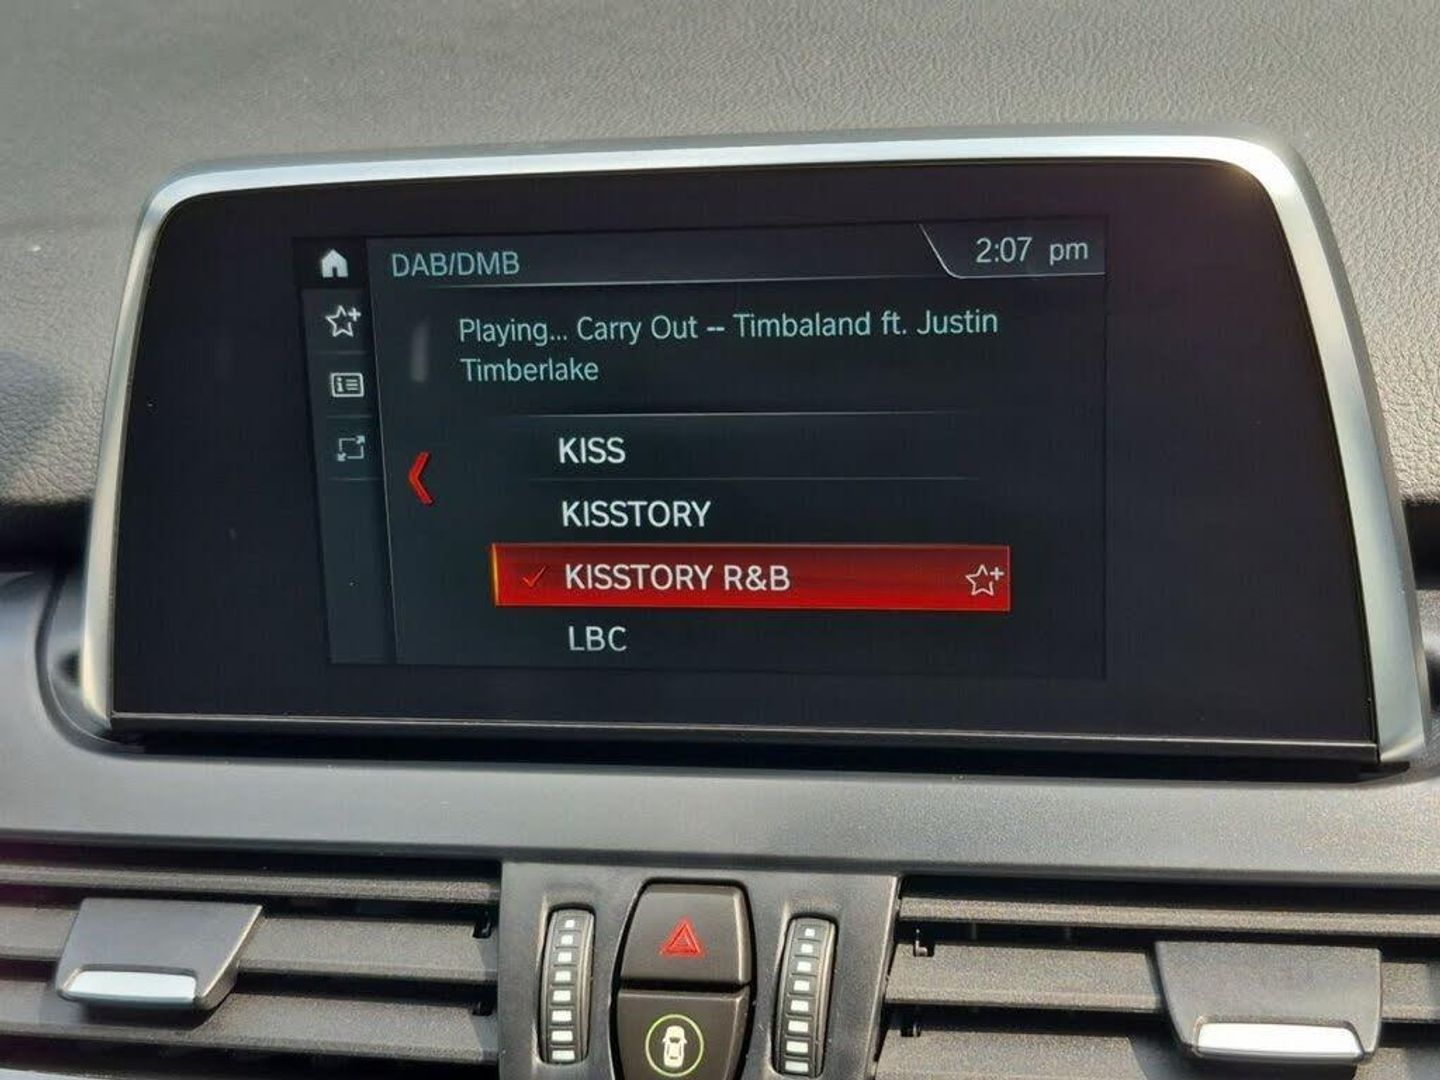 DAB/DMB
2:07 pm
Playing... Carry Out -- Timbaland ft. Justin
Timberlake
KISS
KISSTORY
KISSTORY R&B
LBC